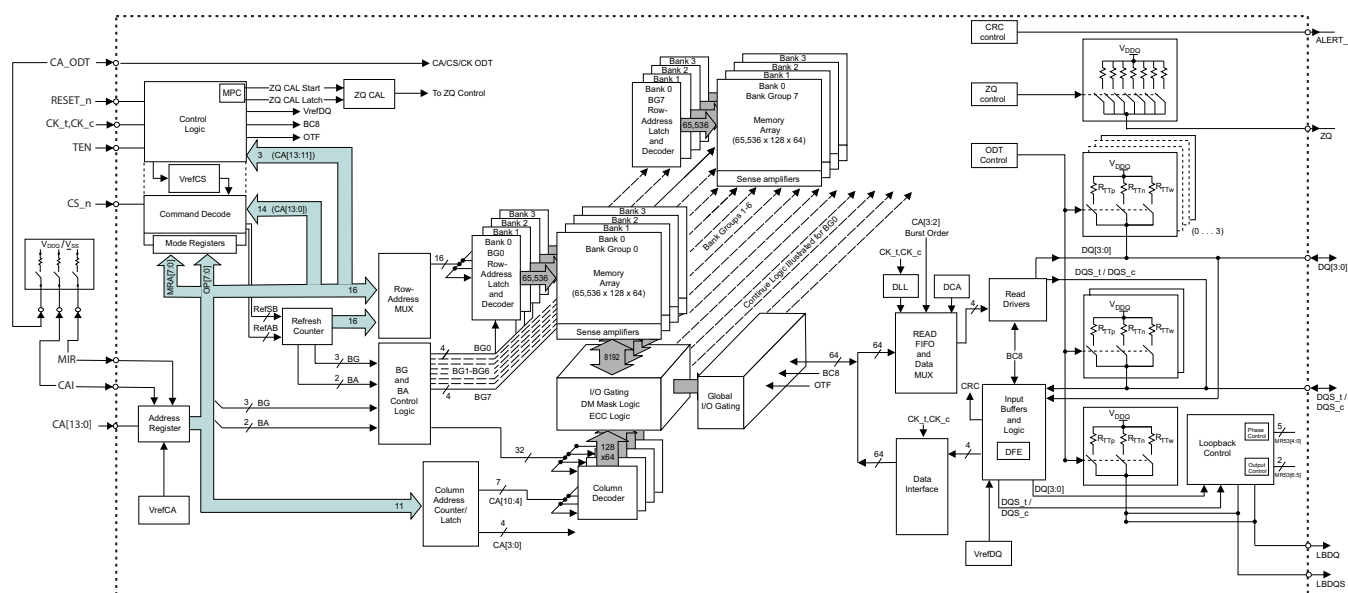 CA_ODT
RESET_n
CK_t,CK_c
TEN
CS_n
VDDQ/VSS
MIR
CAI
CA[13:0]
CA/CS/CK ODT
MPC
Control
Logic
ZQ CAL Start
ZQ CAL Latch
ZQ CAL
To ZQ Control
VrefDQ
BC8
OTF
3 (CA[13:11])
VrefCS
Command Decode
14 (CA[13:0])
Mode Registers
MRA[7:0]
OP[7:0]
16
RefSB
RefAB
Refresh
Counter
16
Row-
Address
MUX
16
3 BG
2 BA
BG
and
BA
Control
Logic
3 BG
2 BA
Address
Register
VrefCA
11
Column
Address
Counter/
Latch
7
CA[10:4]
4
CA[3:0]
32
4 BG0
BG1-BG6
4 BG7
Bank 3
Bank 2
Bank 1
Bank 0
BG0
Row-
Address
Latch
and
Decoder
65,536
Bank 3
Bank 2
Bank 1
Bank 0
Bank Group 0
Memory
Array
(65,536 x 128 x 64)
Sense amplifiers
8192
I/O Gating
DM Mask Logic
ECC Logic
128
x64
Column
Decoder
Bank 3
Bank 2
Bank 1
Bank 0
BG7
Row-
Address
Latch
and
Decoder
65,536
Bank 3
Bank 2
Bank 1
Bank 0
Bank Group 7
Memory
Array
(65,536 x 128 x 64)
Sense amplifiers
Bank Groups 1-6
Continue Logic Illustrated for BG0
Global
I/O Gating
64
BC8
OTF
CA[3:2]
Burst Order
CK_t,CK_c
DLL
DCA
64
READ
FIFO
and
Data
MUX
4
Read
Drivers
BC8
CRC
Input
Buffers
and
Logic
DFE
CK_t,CK_c
64
Data
Interface
4
VrefDQ
DQ[3:0]
DQS_t /
DQS_c
CRC
control
ZQ
control
ODT
Control
VDDQ
VDDQ
RTTp RTTn RTTw
(0 . . . 3)
DQ[3:0]
DQS_t / DQS_c
VDDQ
RTTp RTTn RTTw
VDDQ
RTTp RTTn RTTw
Loopback
Control
Phase
Control
Output
Control
5
MR53[4:0]
2
MR53[6:5]
ALERT_
ZQ
DQ[3:0]
DQS_t /
DQS_c
LBDQ
LBDQS